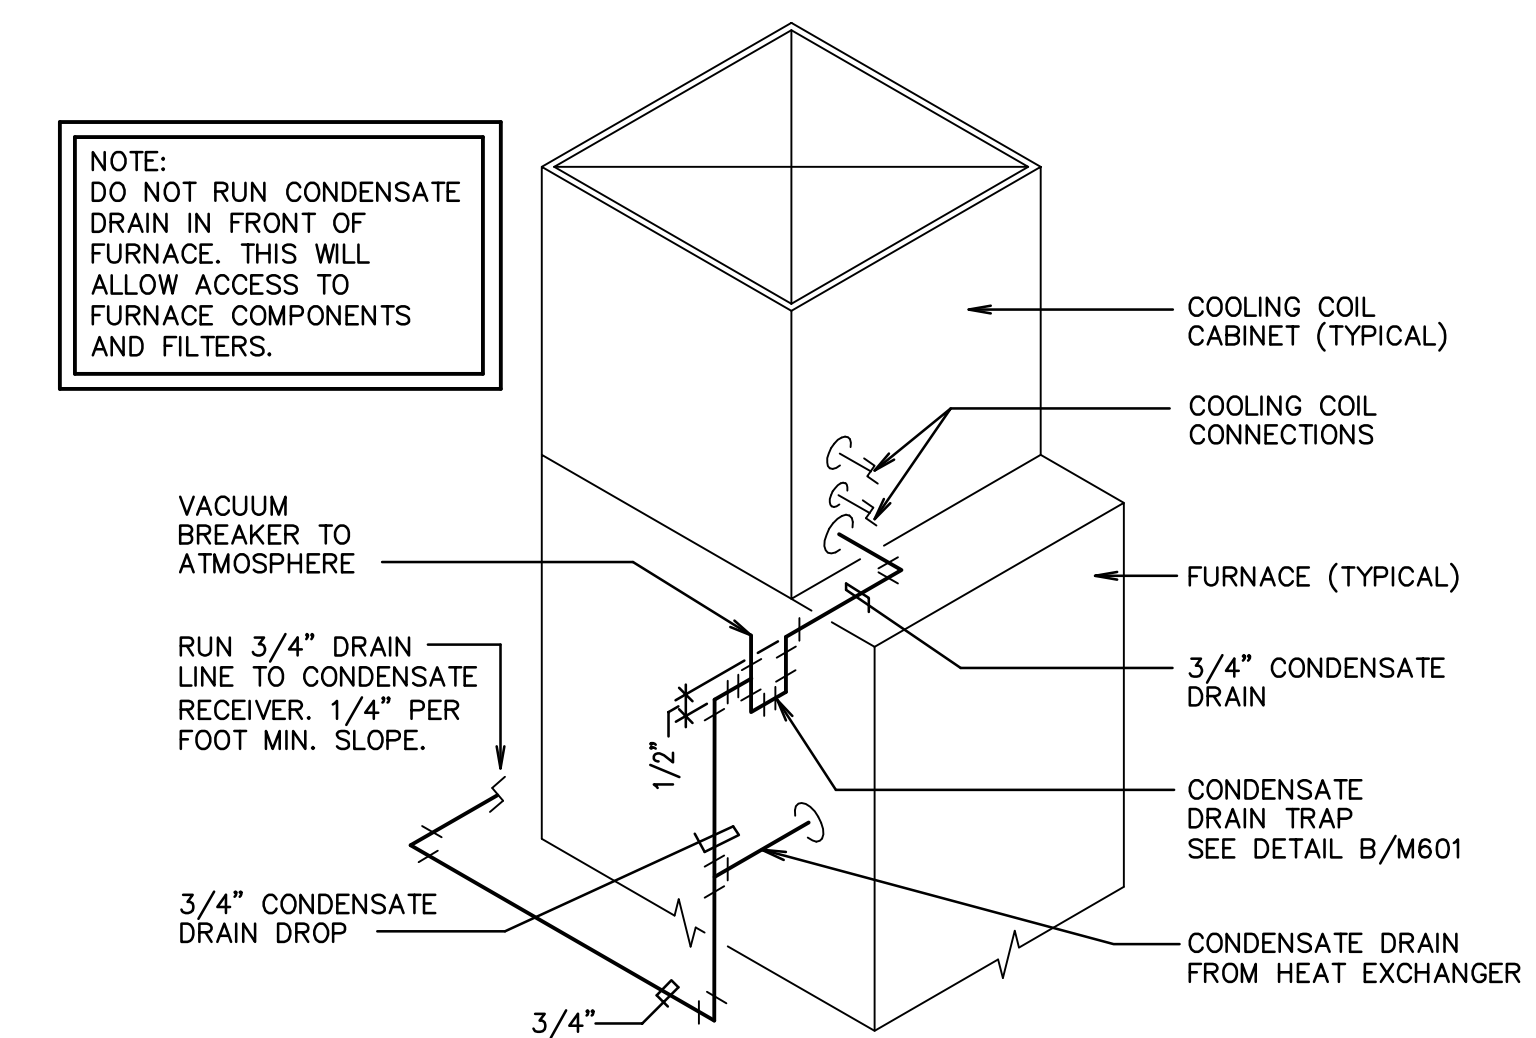 NOTE:
DO NOT RUN CONDENSATE
DRAIN IN FRONT OF
FURNACE. THIS WILL
ALLOW ACCESS TO
FURNACE COMPONENTS
AND FILTERS.
COOLING COIL
CABINET (TYPICAL)
COOLING COIL
CONNECTIONS
VACUUM
BREAKER TO
ATMOSPHERE
FURNACE (TYPICAL)
RUN 3/4" DRAIN
LINE TO CONDENSATE
RECEIVER. 1/4" PER
FOOT MIN. SLOPE.
3/4" CONDENSATE
DRAIN
1/2"
CONDENSATE
DRAIN TRAP
SEE DETAIL B/M601
3/4" CONDENSATE
DRAIN DROP
CONDENSATE DRAIN
FROM HEAT EXCHANGER
3/4"